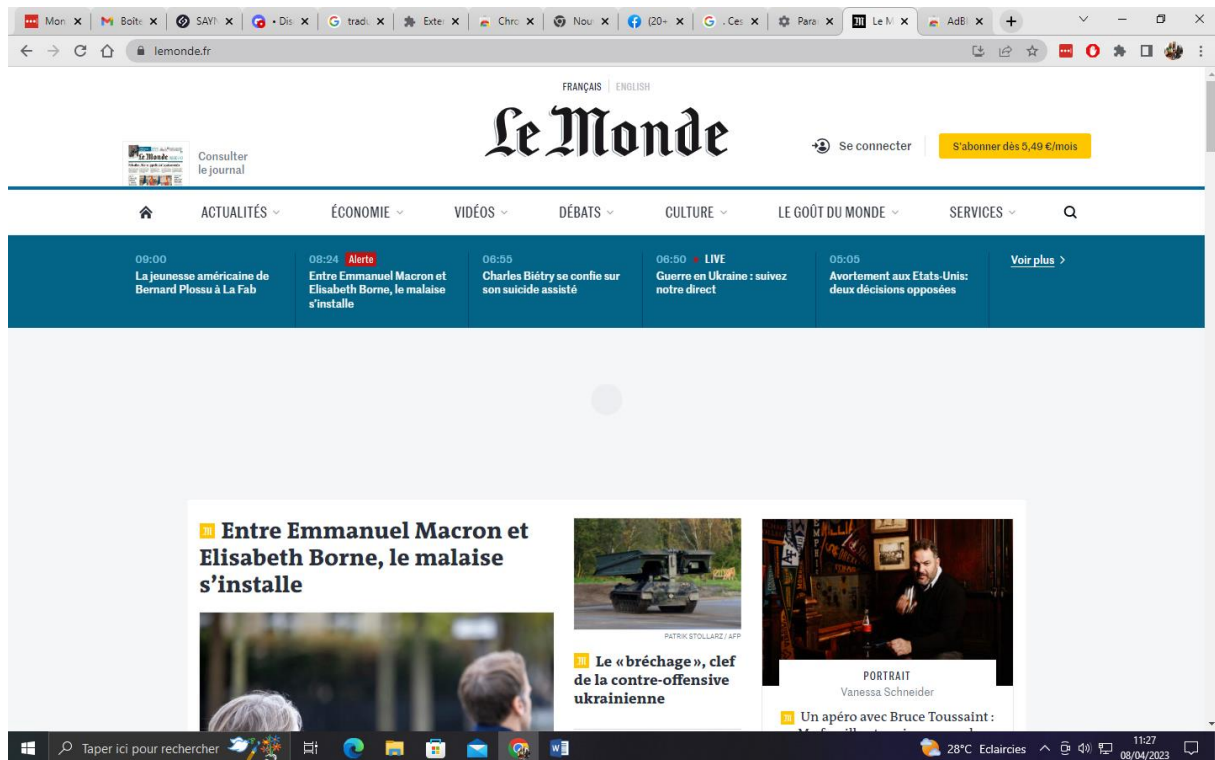 Mon
Boîte
SAYN
Dis
tradu
Exter
Chro
Nou
(20+
. Ces
Para
Le M
AdBl
lemonde.fr
FRANÇAIS ENGLISH
Le Monde
Consulter
le journal
Se connecter
S'abonner dès 5,49 €/mois
ACTUALITÉS ÉCONOMIE VIDÉOS DÉBATS CULTURE LE GOÛT DU MONDE SERVICES
09:00
La jeunesse américaine de
Bernard Plossu à La Fab
08:24 Alerte
Entre Emmanuel Macron et
Elisabeth Borne, le malaise
s'installe
06:55
Charles Biétry se confie sur
son suicide assisté
06:50 LIVE
Guerre en Ukraine : suivez
notre direct
05:05
Avortement aux Etats-Unis:
deux décisions opposées
Voir plus >
Entre Emmanuel Macron et
Elisabeth Borne, le malaise
s'installe
PATRIK STOLLARZ / AFP
Le « bréchage », clef
de la contre-offensive
ukrainienne
PORTRAIT
Vanessa Schneider
Un apéro avec Bruce Toussaint :
Taper ici pour rechercher
28°C Eclaircies
11:27
08/04/2023